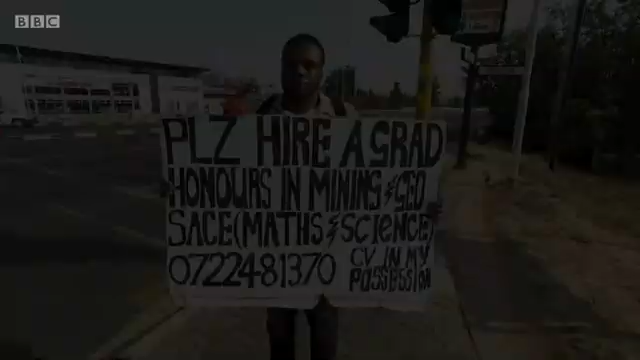 BBC
PLZ HIRE A GRAD
HONOURS IN MINING & GEO
SACE(MATHS & SCIENCE)
0722481370
CV IN MY
POSSESSION